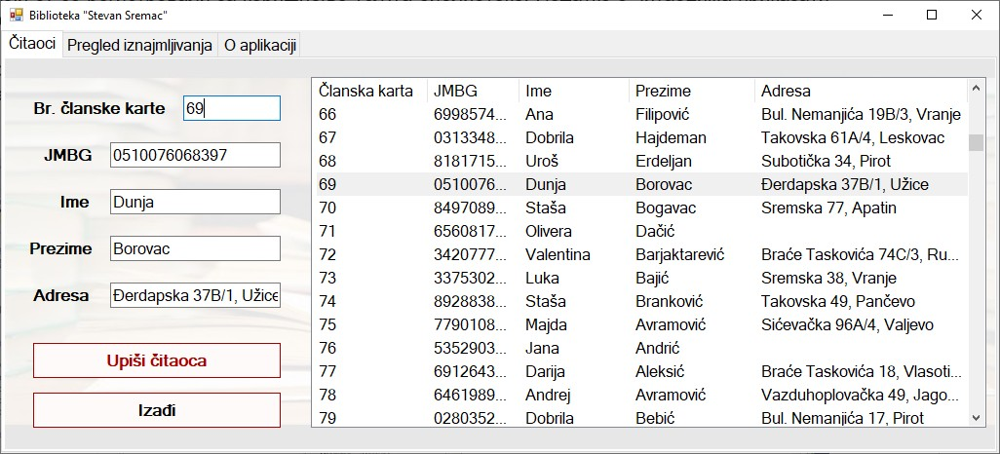 Biblioteka "Stevan Sremac"
Čitaoci Pregled iznajmljivanja O aplikaciji
Br. članske karte 69
JMBG 0510076068397
Ime Dunja
Prezime Borovac
Adresa Đerdapska 37B/1, Užice
Upiši čitaoca
Izađi
Članska karta JMBG Ime Prezime Adresa
66 6998574... Ana Filipović Bul. Nemanjića 19B/3, Vranje
67 0313348... Dobrila Hajdeman Takovska 61A/4, Leskovac
68 8181715... Uroš Erdeljan Subotička 34, Pirot
69 0510076... Dunja Borovac Đerdapska 37B/1, Užice
70 8497089... Staša Bogavac Sremska 77, Apatin
71 6560817... Olivera Dačić
72 3420777... Valentina Barjaktarević Braće Taskovića 74C/3, Ru...
73 3375302... Luka Bajić Sremska 38, Vranje
74 8928838... Staša Branković Takovska 49, Pančevo
75 7790108... Majda Avramović Sićevačka 96A/4, Valjevo
76 5352903... Jana Andrić
77 6912643... Darija Aleksić Braće Taskovića 18, Vlasoti...
78 6461989... Andrej Avramović Vazduhoplovačka 49, Jago...
79 0280352... Dobrila Bebić Bul. Nemanjića 17, Pirot